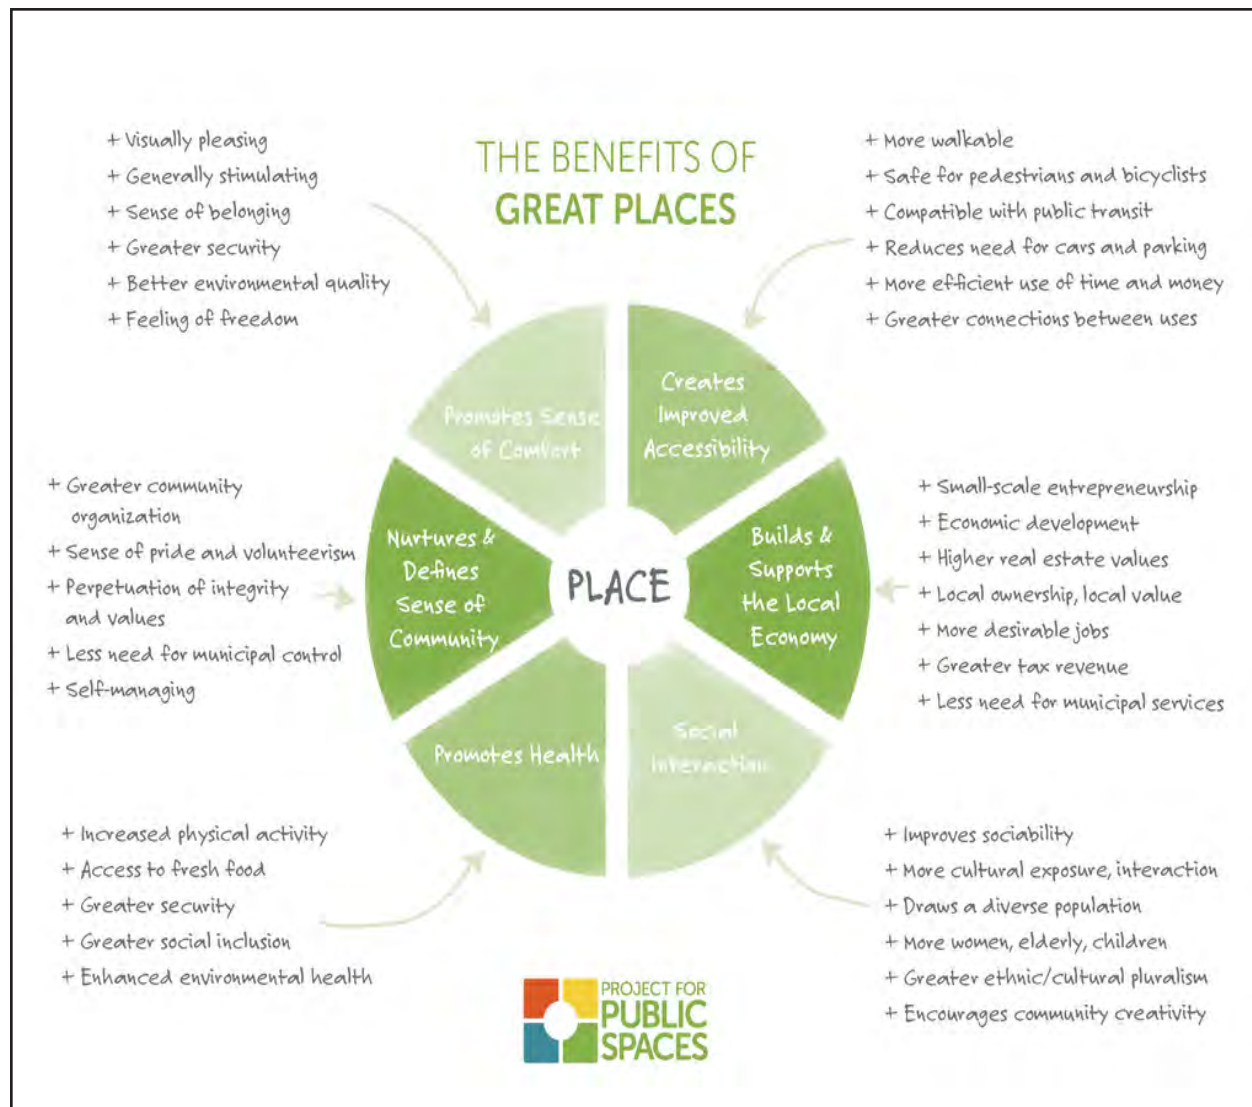 THE BENEFITS OF
GREAT PLACES
+ Visually pleasing
+ Generally stimulating
+ Sense of belonging
+ Greater security
+ Better environmental quality
+ Feeling of freedom
+ More walkable
+ Safe for pedestrians and bicyclists
+ Compatible with public transit
+ Reduces need for cars and parking
+ More efficient use of time and money
+ Greater connections between uses
Promotes Sense
of Comfort
Creates
Improved
Accessibility
+ Greater community
organization
+ Sense of pride and volunteerism
+ Perpetuation of integrity
and values
+ Less need for municipal control
+ Self-managing
Nurtures &
Defines
Sense of
Community
PLACE
Builds &
Supports
the Local
Economy
+ Small-scale entrepreneurship
+ Economic development
+ Higher real estate values
+ Local ownership, local value
+ More desirable jobs
+ Greater tax revenue
+ Less need for municipal services
Promotes Health
Social
Interaction
+ Increased physical activity
+ Access to fresh food
+ Greater security
+ Greater social inclusion
+ Enhanced environmental health
+ Improves sociability
+ More cultural exposure, interaction
+ Draws a diverse population
+ More women, elderly, children
+ Greater ethnic/cultural pluralism
+ Encourages community creativity
PROJECT FOR
PUBLIC
SPACES